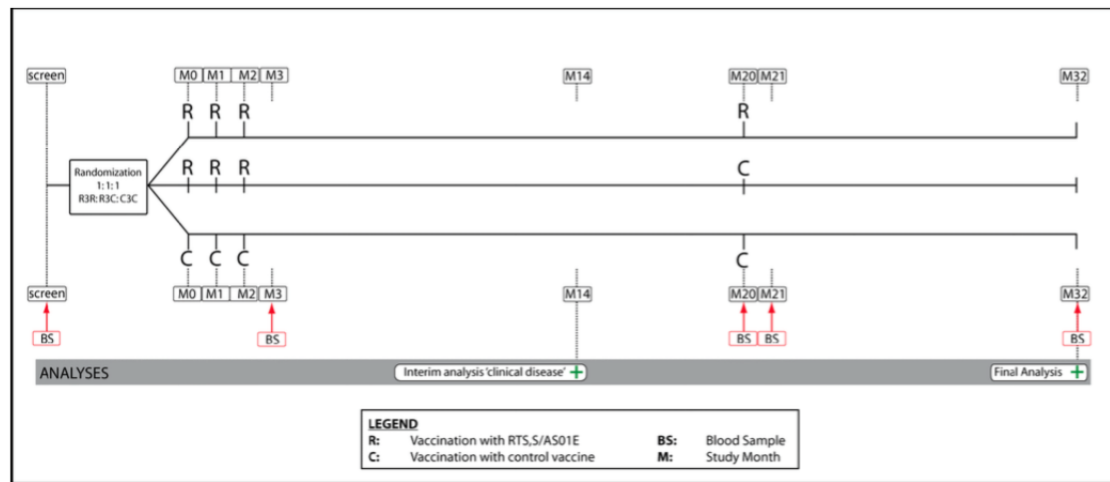 screen M0 M1 M2 M3 M14 M20 M21 M32
R R R R
Randomization
1:1:1
R3R:R3C:C3C
R R R C
C C C C
screen M0 M1 M2 M3 M14 M20 M21 M32
BS BS BS BS BS
ANALYSES Interim analysis 'clinical disease' + Final Analysis +
LEGEND
R: Vaccination with RTS,S/AS01E BS: Blood Sample
C: Vaccination with control vaccine M: Study Month